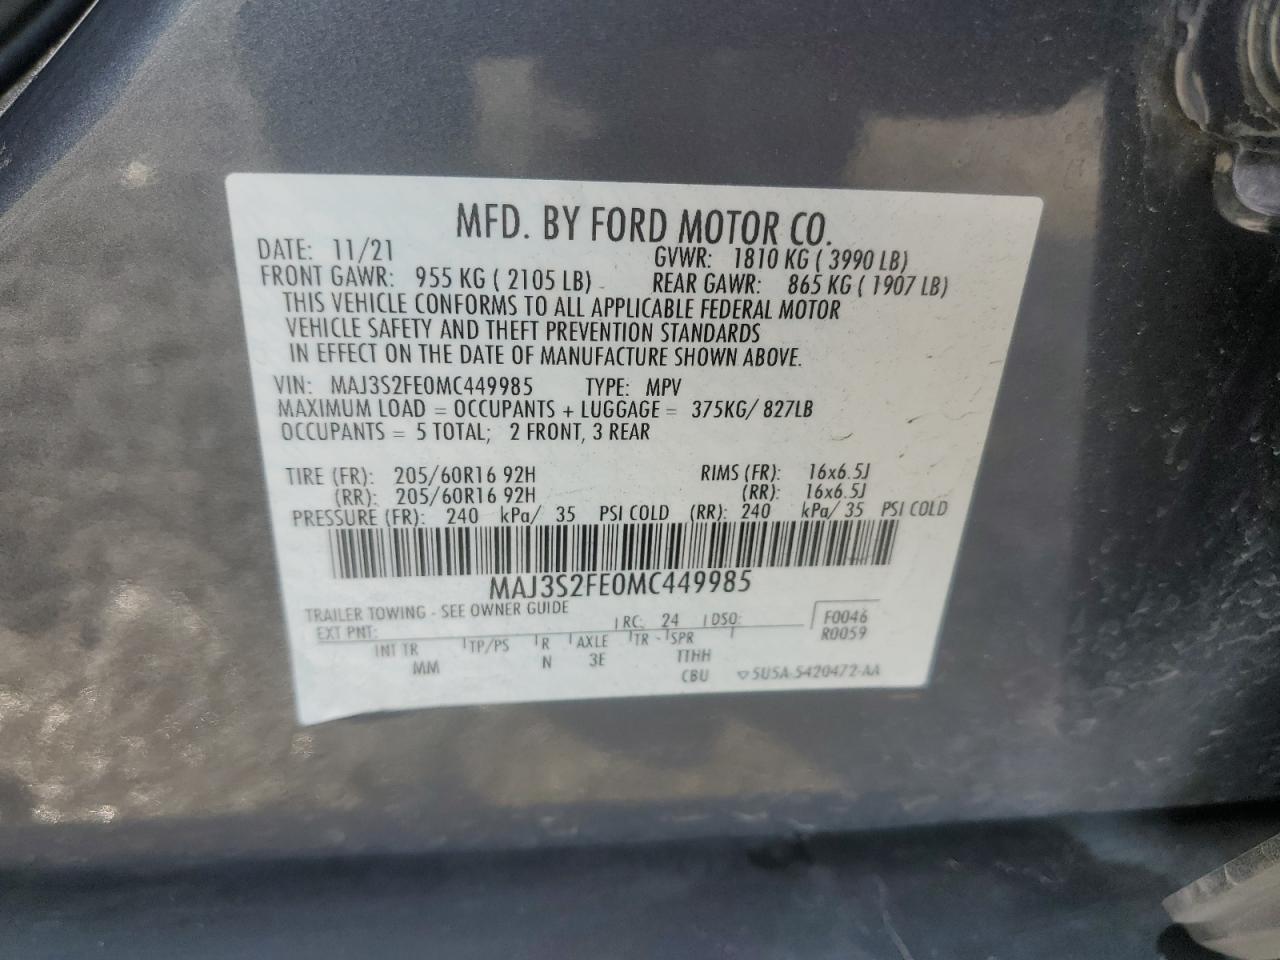 MFD. BY FORD MOTOR CO.
DATE: 11/21 GVWR: 1810 KG ( 3990 LB)
FRONT GAWR: 955 KG ( 2105 LB) REAR GAWR: 865 KG ( 1907 LB)
THIS VEHICLE CONFORMS TO ALL APPLICABLE FEDERAL MOTOR
VEHICLE SAFETY AND THEFT PREVENTION STANDARDS
IN EFFECT ON THE DATE OF MANUFACTURE SHOWN ABOVE.
VIN: MAJ3S2FE0MC449985 TYPE: MPV
MAXIMUM LOAD = OCCUPANTS + LUGGAGE = 375KG/ 827LB
OCCUPANTS = 5 TOTAL; 2 FRONT, 3 REAR
TIRE (FR): 205/60R16 92H RIMS (FR): 16x6.5J
(RR): 205/60R16 92H (RR): 16x6.5J
PRESSURE (FR): 240 kPa/ 35 PSI COLD (RR): 240 kPa/ 35 PSI COLD
MAJ3S2FE0MC449985
TRAILER TOWING - SEE OWNER GUIDE
EXT PNT: RC: 24 DSO: F0046
R0059
INT TR TP/PS R AXLE TR SPR
MM N 3E TTHH
CBU 5U5A-5420472-AA